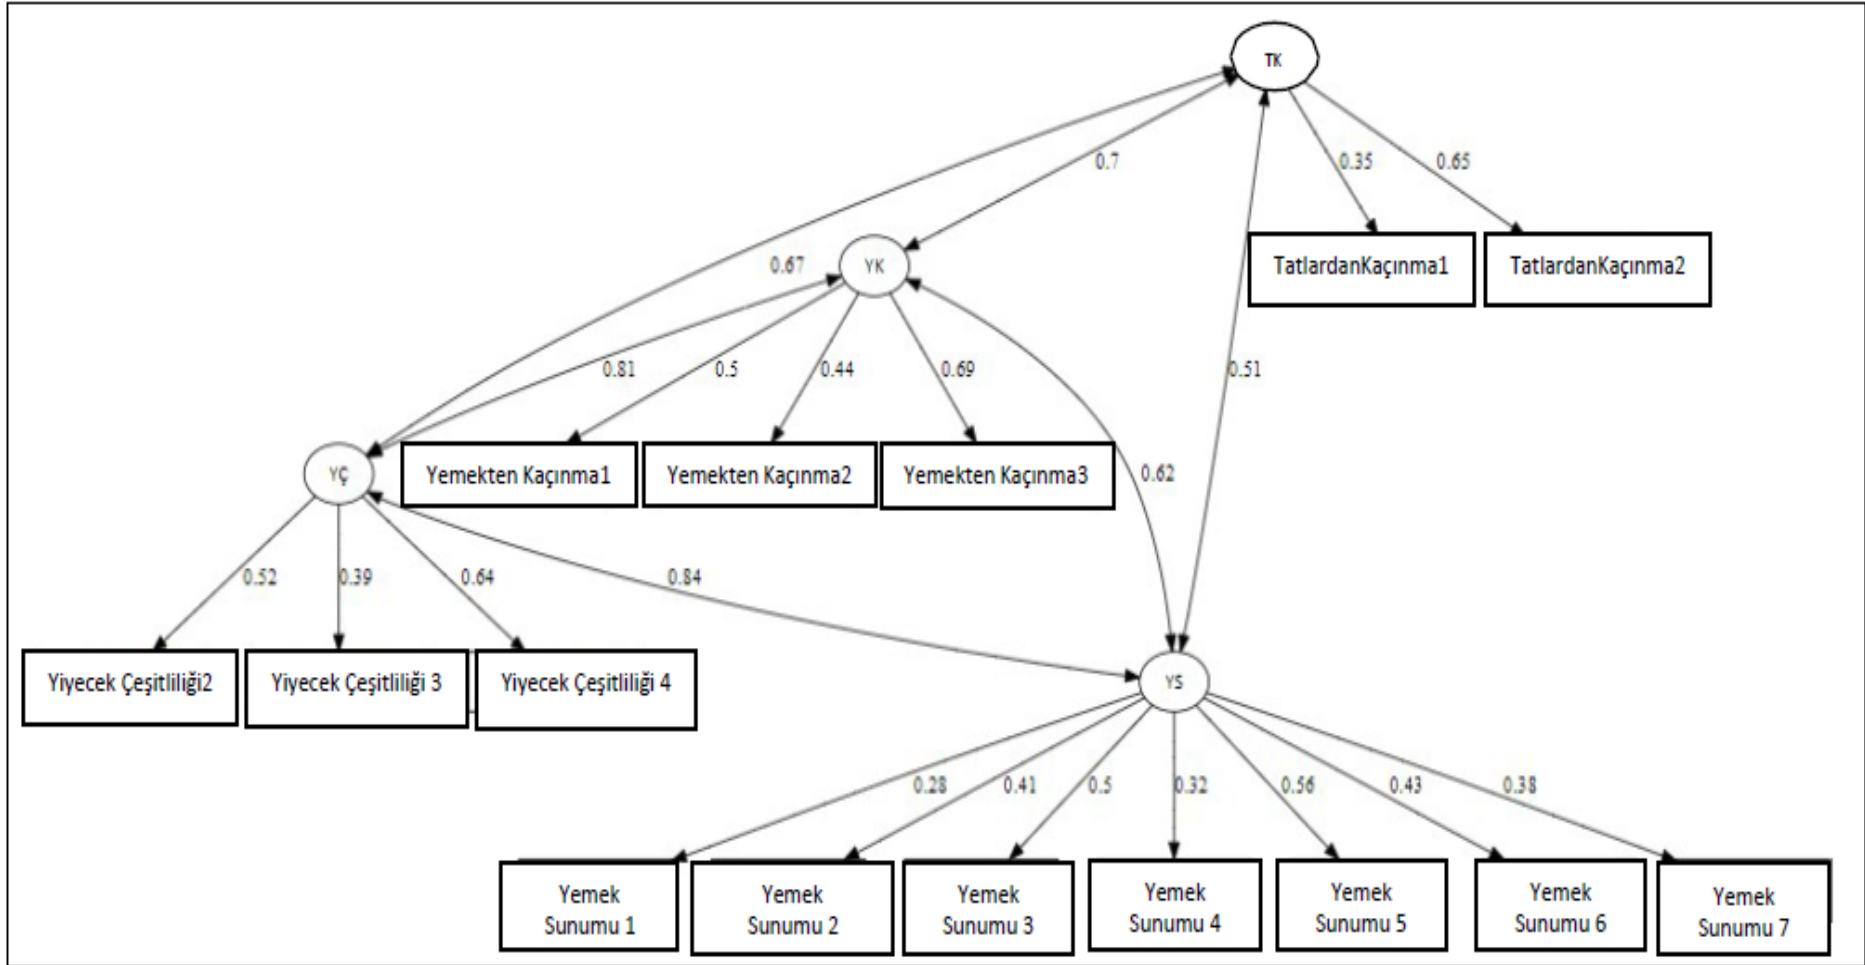 TK
0.7
0.35
0.65
TatlardanKaçınma1
TatlardanKaçınma2
0.67
YK
0.81
0.5
0.44
0.69
0.51
YÇ
Yemekten Kaçınma1
Yemekten Kaçınma2
Yemekten Kaçınma3
0.62
0.52
0.39
0.64
0.84
Yiyecek Çeşitliliği2
Yiyecek Çeşitliliği 3
Yiyecek Çeşitliliği 4
YS
0.28
0.41
0.5
0.32
0.56
0.43
0.38
Yemek
Sunumu 1
Yemek
Sunumu 2
Yemek
Sunumu 3
Yemek
Sunumu 4
Yemek
Sunumu 5
Yemek
Sunumu 6
Yemek
Sunumu 7